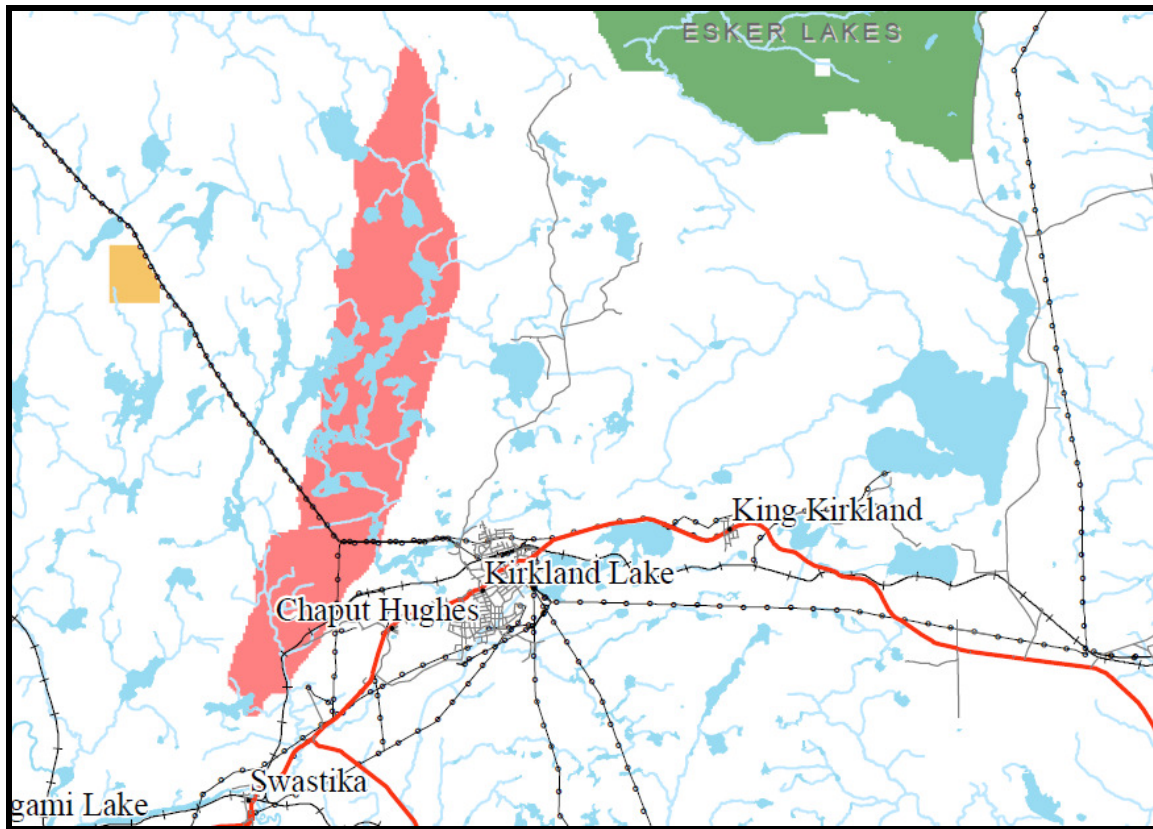 ESKER LAKES
King Kirkland
Kirkland Lake
Chaput Hughes
Swastika
gami Lake